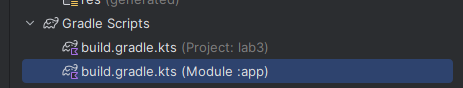 res (generated)
Gradle Scripts
build.gradle.kts (Project: lab3)
build.gradle.kts (Module :app)